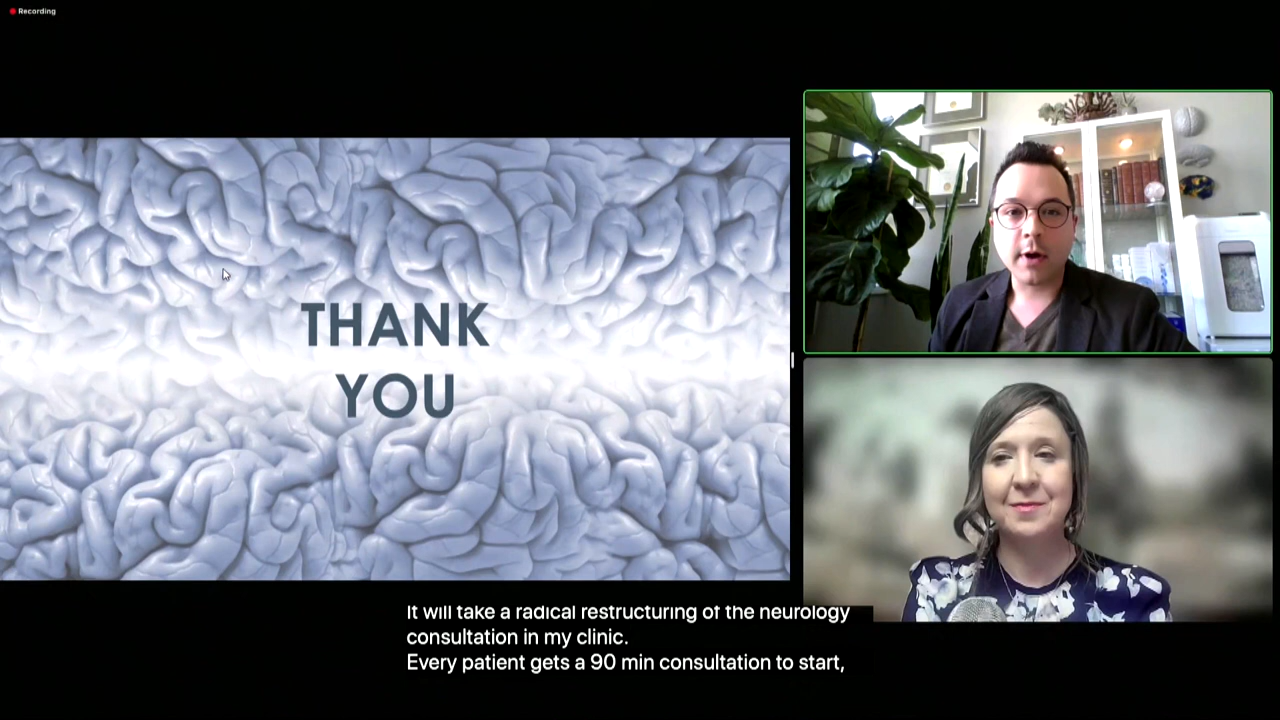 Recording
THANK
YOU
It will take a radical restructuring of the neurology
consultation in my clinic.
Every patient gets a 90 min consultation to start,